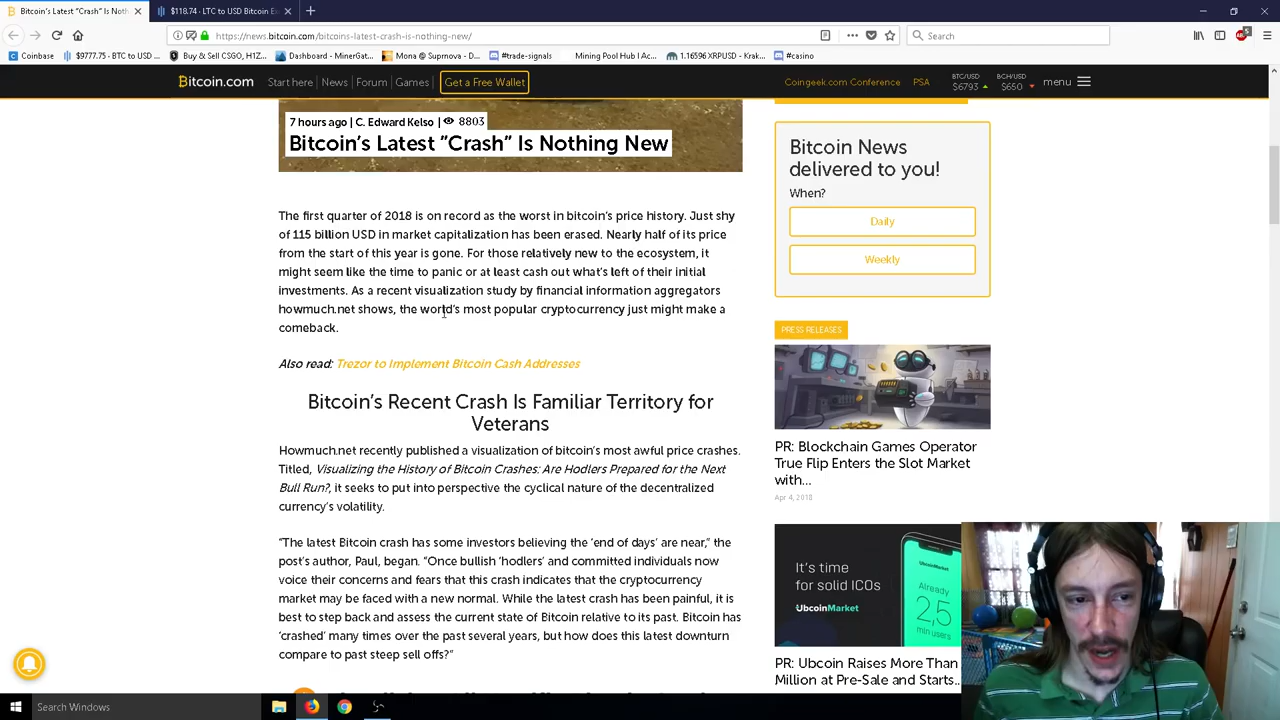 Bitcoin's Latest "Crash" Is Noth
$118.74 - LTC to USD Bitcoin E
https://news.bitcoin.com/bitcoins-latest-crash-is-nothing-new/
Search
Coinbase
$9777.75 - BTC to USD ...
Buy & Sell CSGO, H1Z...
Dashboard - MinerGat...
Mona @ Suprnova - D...
#trade-signals
Mining Pool Hub | Ac...
1.16596 XRPUSD - Krak...
#casino
Bitcoin.com
Start here | News | Forum | Games
Get a Free Wallet
Coingeek.com Conference
PSA
BTC/USD
$6793
BCH/USD
$650
menu
7 hours ago | C. Edward Kelso | 8803
Bitcoin's Latest "Crash" Is Nothing New
The first quarter of 2018 is on record as the worst in bitcoin's price history. Just shy
of 115 billion USD in market capitalization has been erased. Nearly half of its price
from the start of this year is gone. For those relatively new to the ecosystem, it
might seem like the time to panic or at least cash out what's left of their initial
investments. As a recent visualization study by financial information aggregators
howmuch.net shows, the world's most popular cryptocurrency just might make a
comeback.
Also read: Trezor to Implement Bitcoin Cash Addresses
Bitcoin's Recent Crash Is Familiar Territory for
Veterans
Howmuch.net recently published a visualization of bitcoin's most awful price crashes.
Titled, Visualizing the History of Bitcoin Crashes: Are Hodlers Prepared for the Next
Bull Run?, it seeks to put into perspective the cyclical nature of the decentralized
currency's volatility.
"The latest Bitcoin crash has some investors believing the 'end of days' are near," the
post's author, Paul, began. "Once bullish 'hodlers' and committed individuals now
voice their concerns and fears that this crash indicates that the cryptocurrency
market may be faced with a new normal. While the latest crash has been painful, it is
best to step back and assess the current state of Bitcoin relative to its past. Bitcoin has
'crashed' many times over the past several years, but how does this latest downturn
compare to past steep sell offs?"
Bitcoin News
delivered to you!
When?
Daily
Weekly
PRESS RELEASES
PR: Blockchain Games Operator
True Flip Enters the Slot Market
with...
Apr 4, 2018
It's time
for solid ICOs
UbcoinMarket
UbcoinMarket
Already
2,5
mln users
PR: Ubcoin Raises More Than
Million at Pre-Sale and Starts...
Search Windows